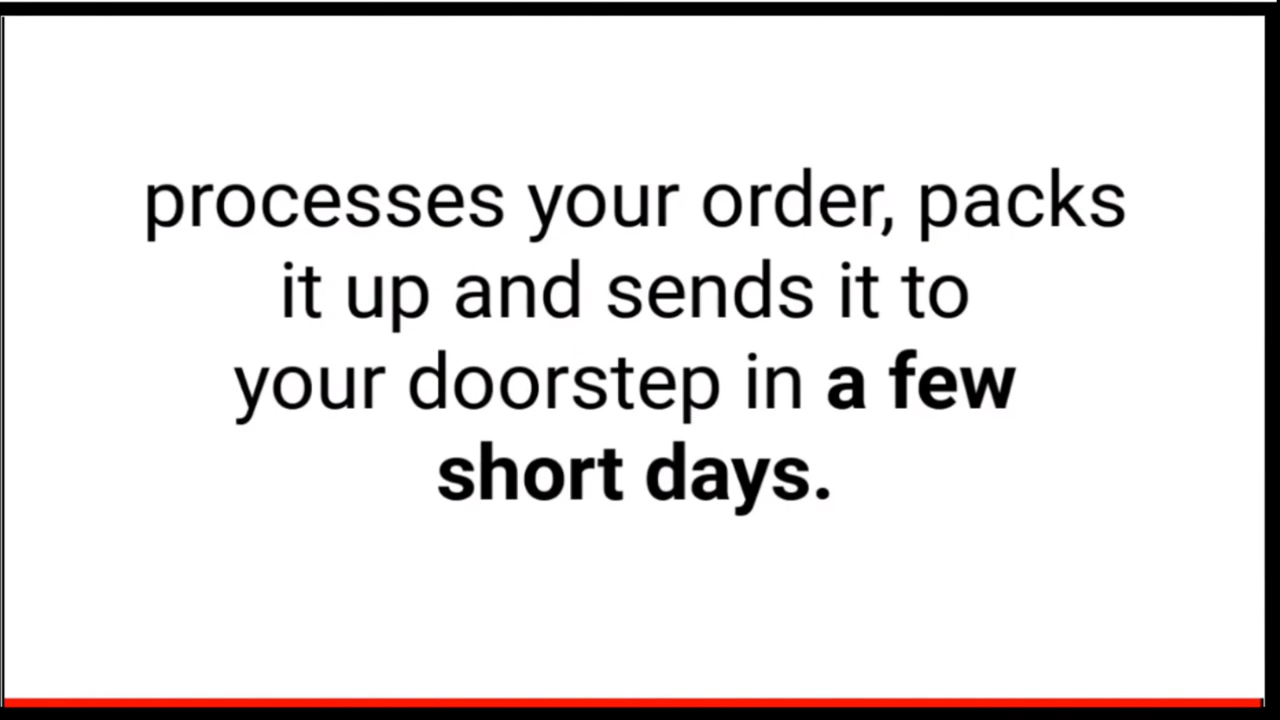 processes your order, packs
it up and sends it to
your doorstep in a few
short days.